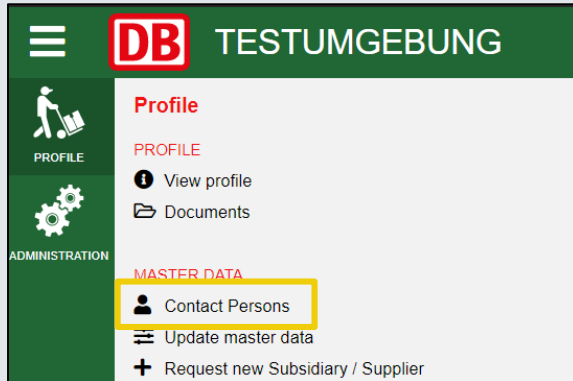 DB TESTUMGEBUNG
PROFILE
ADMINISTRATION
Profile
PROFILE
View profile
Documents
MASTER DATA
Contact Persons
Update master data
Request new Subsidiary / Supplier